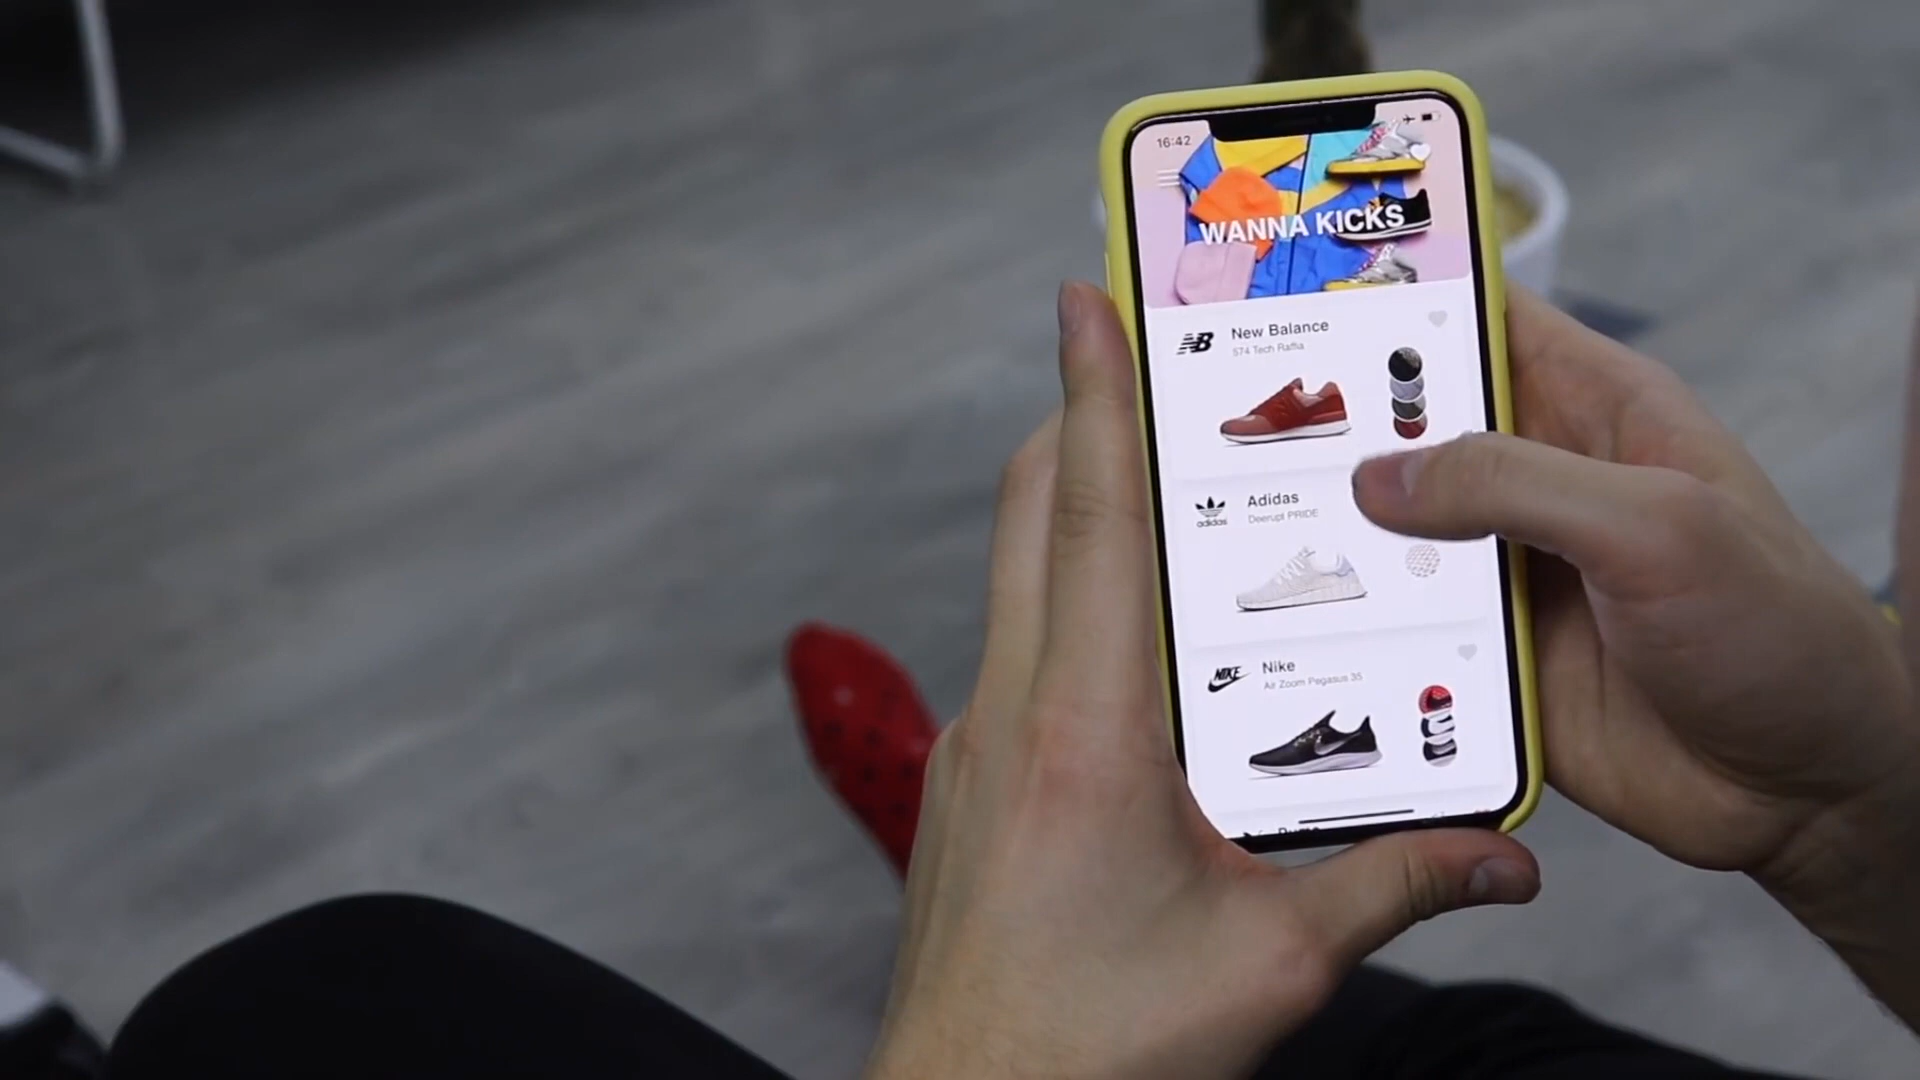 16:42
WANNA KICKS
New Balance
574 Tech Raffia
Adidas
Deerupt PRIDE
adidas
Nike
Air Zoom Pegasus 35
NIKE